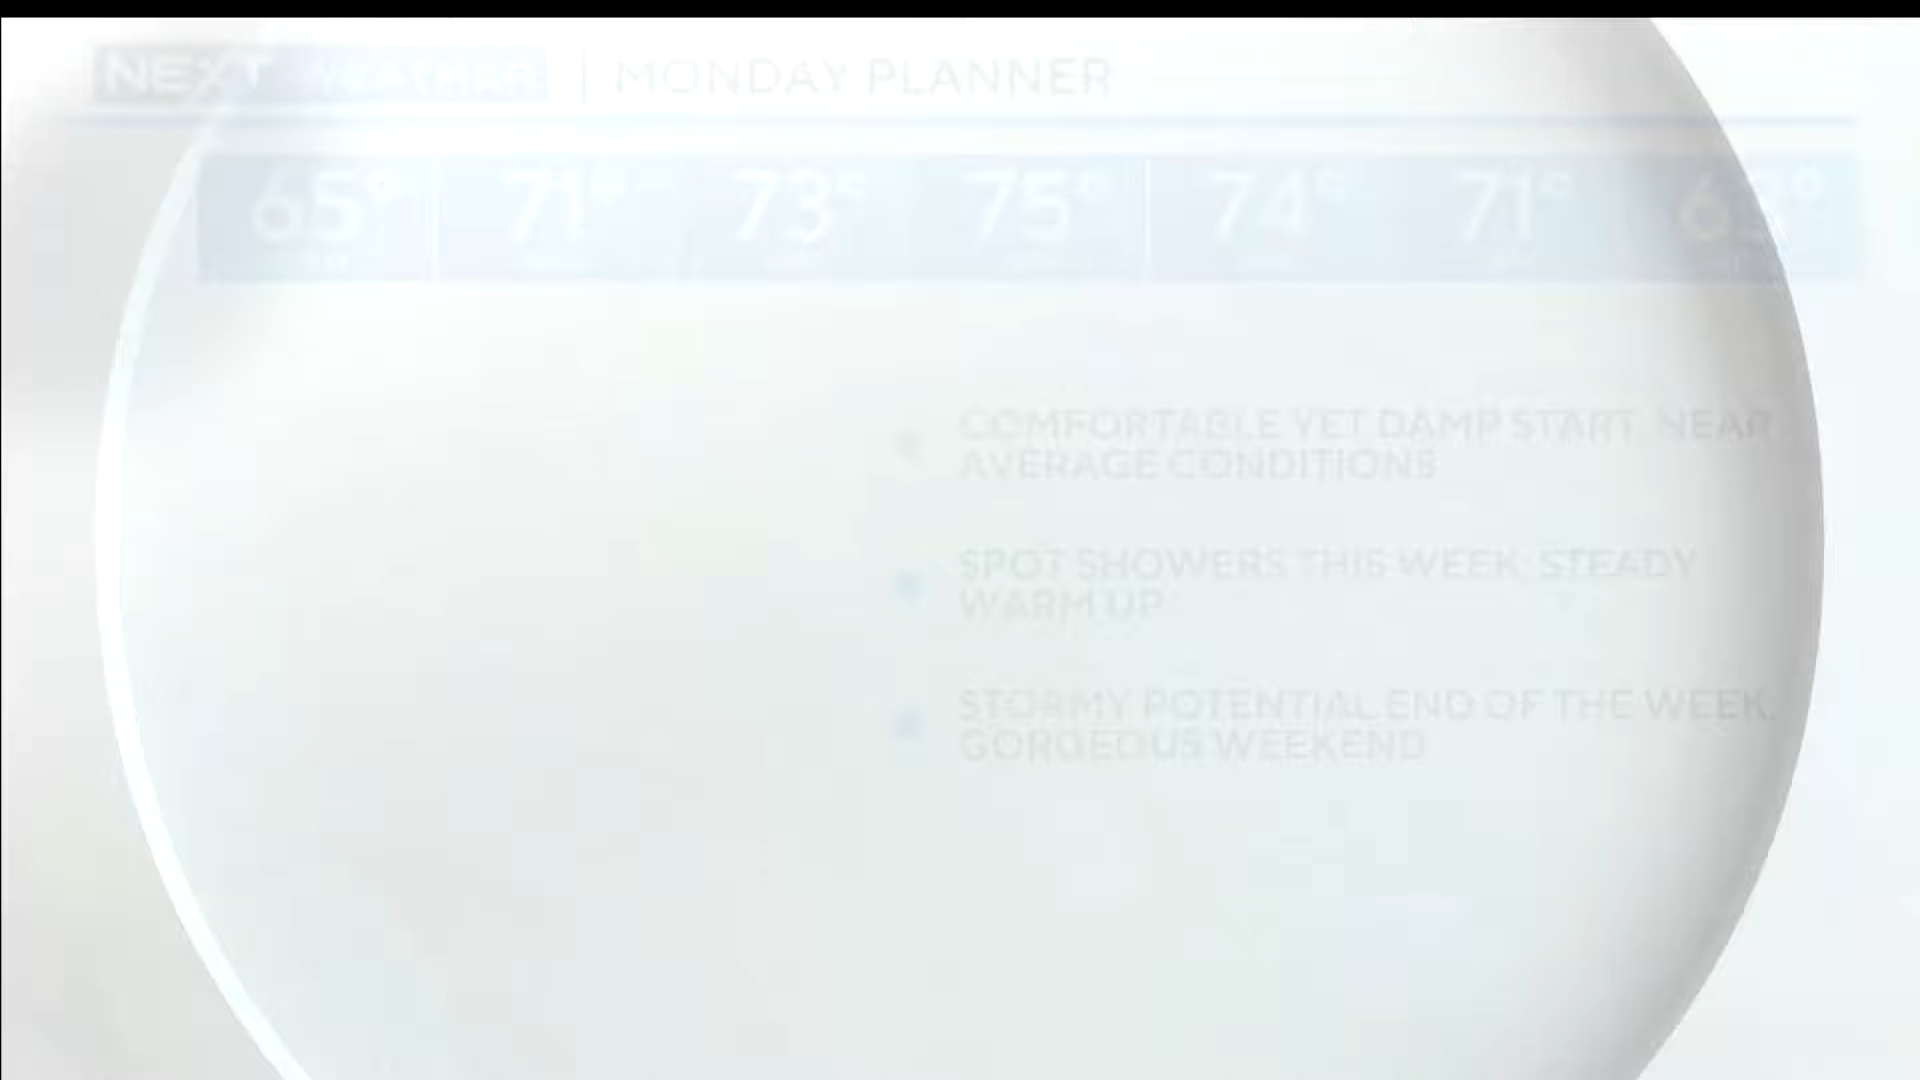 NEXT WEATHER | MONDAY PLANNER
65° 71° 73° 75° 74° 71°
COMFORTABLE YET DAMP START, NEAR
AVERAGE CONDITIONS
SPOT SHOWERS THIS WEEK, STEADY
WARM UP
STORMY POTENTIAL END OF THE WEEK,
GORGEOUS WEEKEND